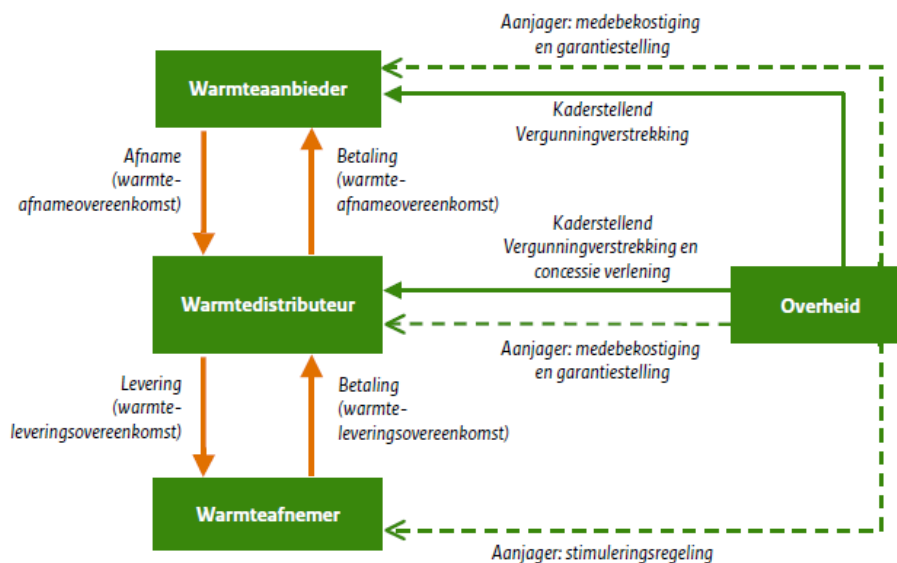 Aanjager: medebekostiging
en garantiestelling
Warmteaanbieder
Kaderstellend
Vergunningverstrekking
Afname
(warmte-
afnameovereenkomst)
Betaling
(warmte-
afnameovereenkomst)
Kaderstellend
Vergunningverstrekking en
concessie verlening
Warmtedistributeur
Overheid
Aanjager: medebekostiging
en garantiestelling
Levering
(warmte-
leveringsovereenkomst)
Betaling
(warmte-
leveringsovereenkomst)
Warmteafnemer
Aanjager: stimuleringsregeling